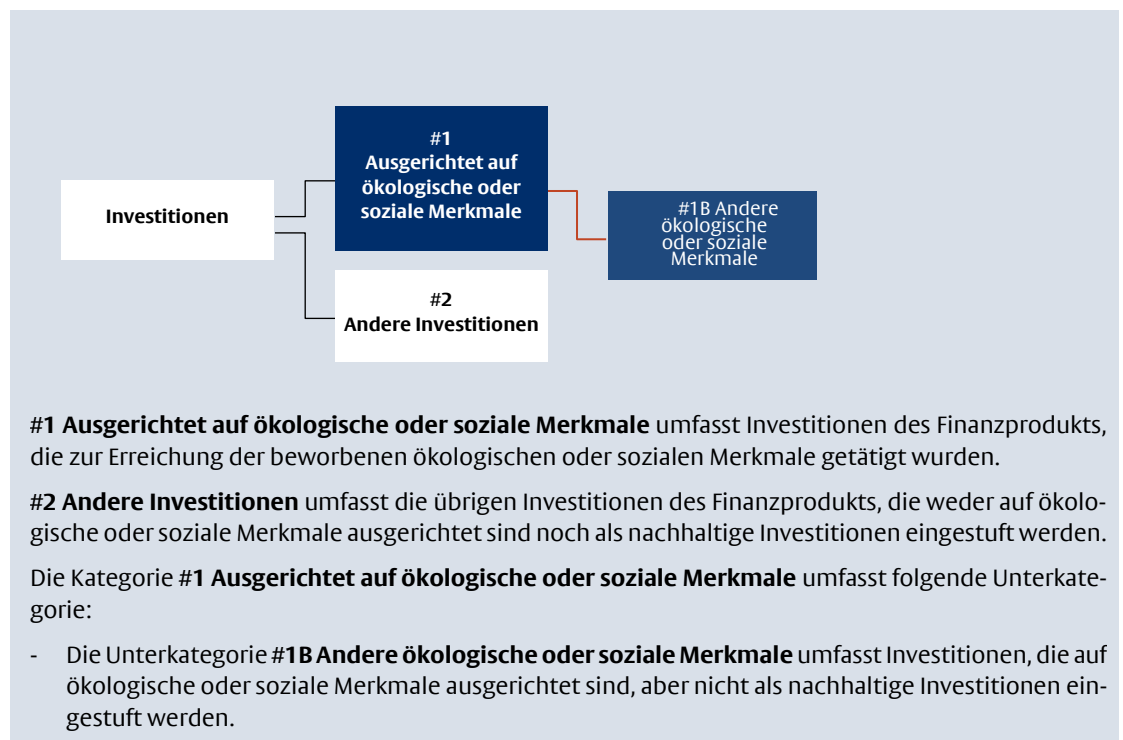 #1
Ausgerichtet auf
ökologische oder
soziale Merkmale
Investitionen
#1B Andere
ökologische
oder soziale
Merkmale
#2
Andere Investitionen
#1 Ausgerichtet auf ökologische oder soziale Merkmale umfasst Investitionen des Finanzprodukts,
die zur Erreichung der beworbenen ökologischen oder sozialen Merkmale getätigt wurden.
#2 Andere Investitionen umfasst die übrigen Investitionen des Finanzprodukts, die weder auf ökolo-
gische oder soziale Merkmale ausgerichtet sind noch als nachhaltige Investitionen eingestuft werden.
Die Kategorie #1 Ausgerichtet auf ökologische oder soziale Merkmale umfasst folgende Unterkate-
gorie:
- Die Unterkategorie #1B Andere ökologische oder soziale Merkmale umfasst Investitionen, die auf
ökologische oder soziale Merkmale ausgerichtet sind, aber nicht als nachhaltige Investitionen ein-
gestuft werden.